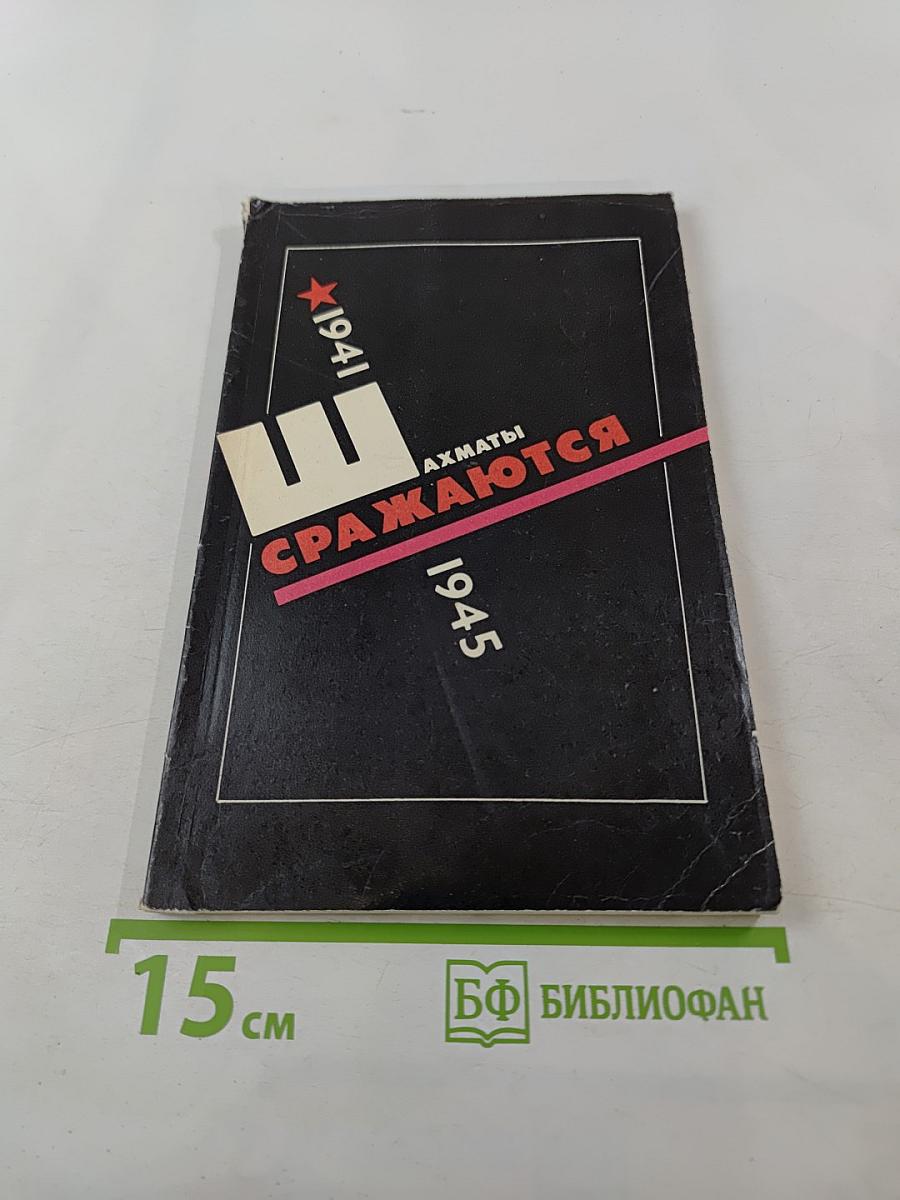 ★1941
ШАХМАТЫ
СРАЖАЮТСЯ
1945
15 см
БФ БИБЛИОФАН